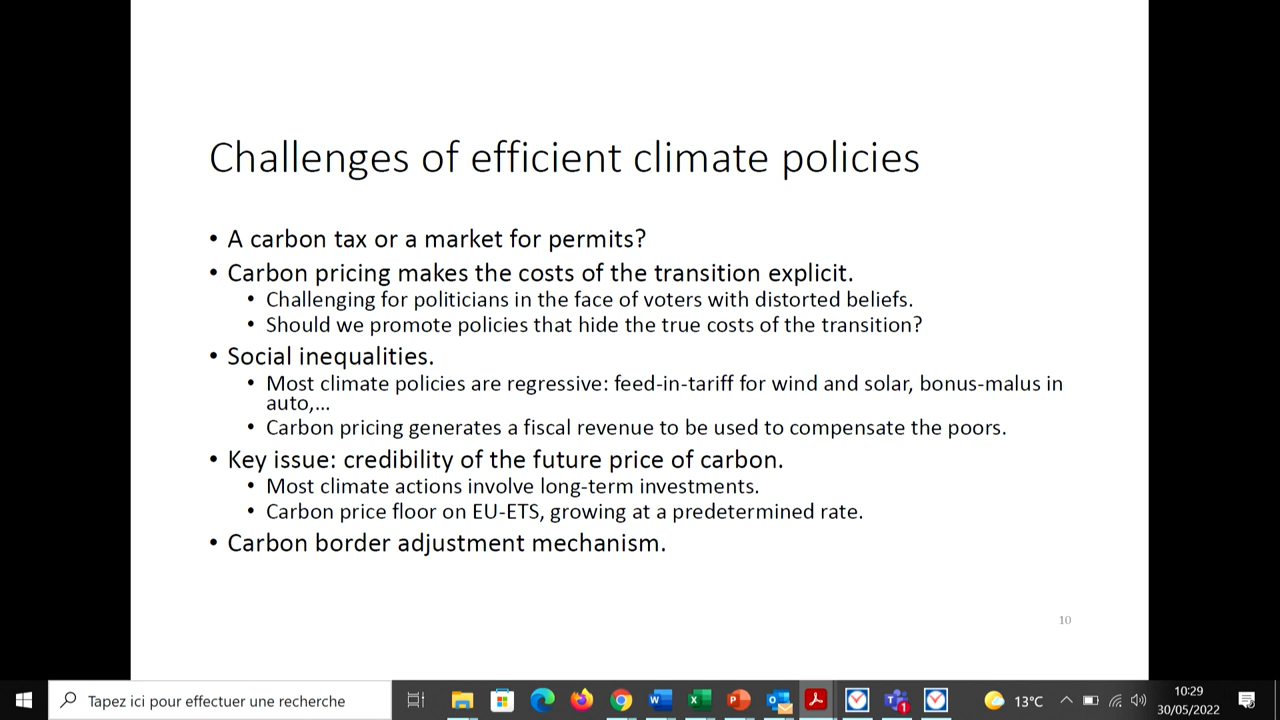 Challenges of efficient climate policies
• A carbon tax or a market for permits?
• Carbon pricing makes the costs of the transition explicit.
• Challenging for politicians in the face of voters with distorted beliefs.
• Should we promote policies that hide the true costs of the transition?
• Social inequalities.
• Most climate policies are regressive: feed-in-tariff for wind and solar, bonus-malus in
auto,...
• Carbon pricing generates a fiscal revenue to be used to compensate the poors.
• Key issue: credibility of the future price of carbon.
• Most climate actions involve long-term investments.
• Carbon price floor on EU-ETS, growing at a predetermined rate.
• Carbon border adjustment mechanism.
10
Tapez ici pour effectuer une recherche
13°C
10:29
30/05/2022